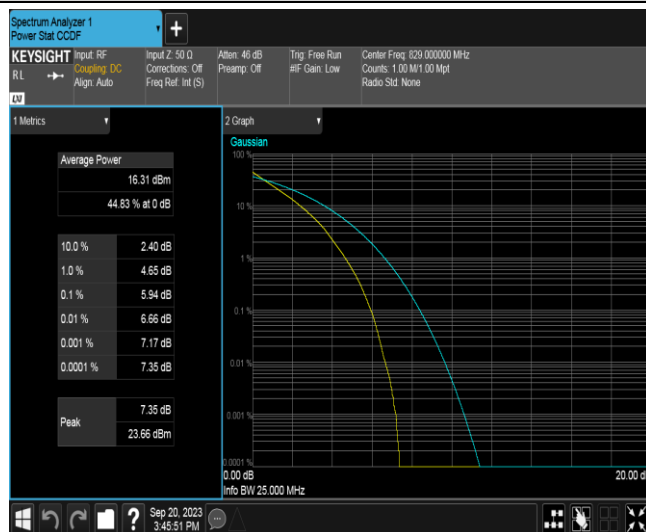 Spectrum Analyzer 1
Power Stat CCDF
KEYSIGHT
RL
LXI
Input: RF
Coupling: DC
Align: Auto
Input Z: 50 Ω
Corrections: Off
Freq Ref: Int (S)
Atten: 46 dB
Preamp: Off
Trig: Free Run
#IF Gain: Low
Center Freq: 829.000000 MHz
Counts: 1.00 M/1.00 Mpt
Radio Std: None
1 Metrics
Average Power
16.31 dBm
44.83 % at 0 dB
10.0 % 2.40 dB
1.0 % 4.65 dB
0.1 % 5.94 dB
0.01 % 6.66 dB
0.001 % 7.17 dB
0.0001 % 7.35 dB
Peak
7.35 dB
23.66 dBm
2 Graph
Gaussian
100 %
10 %
1 %
0.1 %
0.01 %
0.001 %
0.0001 %
0.00 dB
20.00 d
Info BW 25.000 MHz
Sep 20, 2023
3:45:51 PM